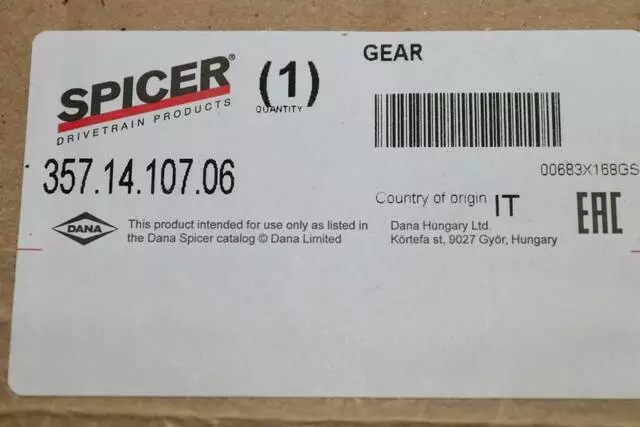 SPICER®
DRIVETRAIN PRODUCTS
(1)
QUANTITY
GEAR
00683X168GS
357.14.107.06
Country of origin IT
EAC
DANA
This product intended for use only as listed in
the Dana Spicer catalog © Dana Limited
Dana Hungary Ltd.
Körtefa st, 9027 Győr, Hungary